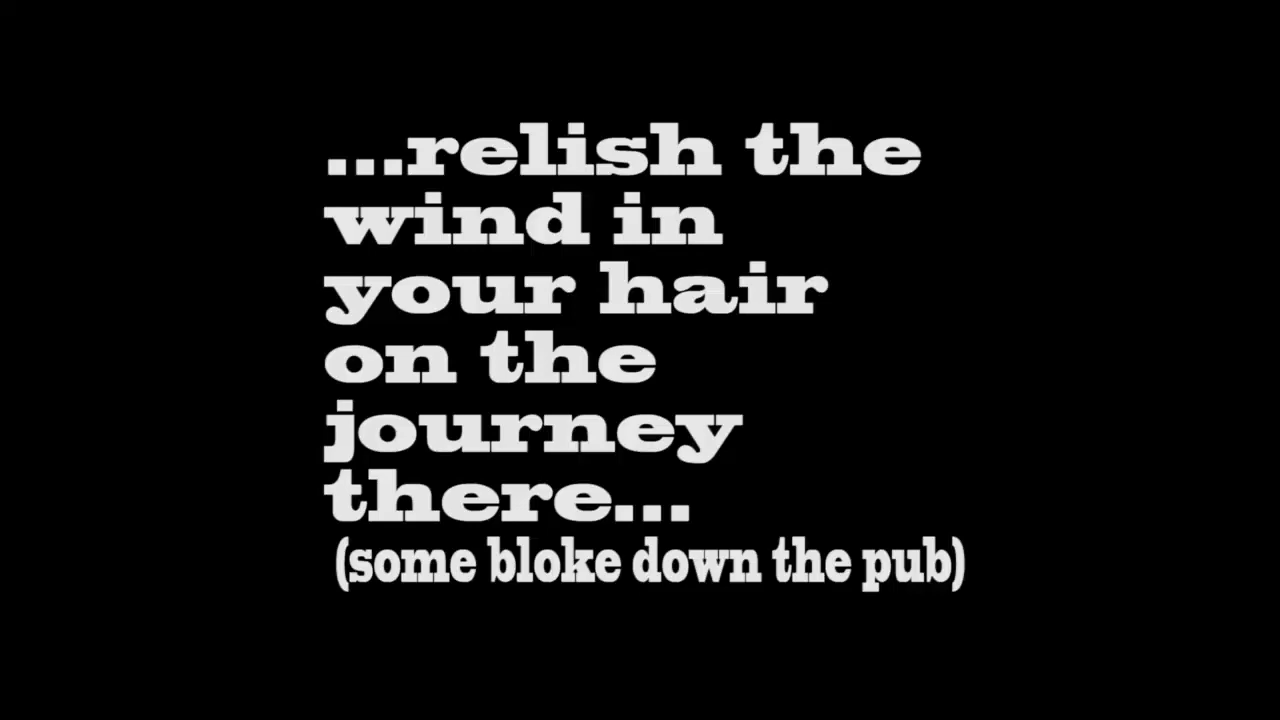 ...relish the
wind in
your hair
on the
journey
there...
(some bloke down the pub)